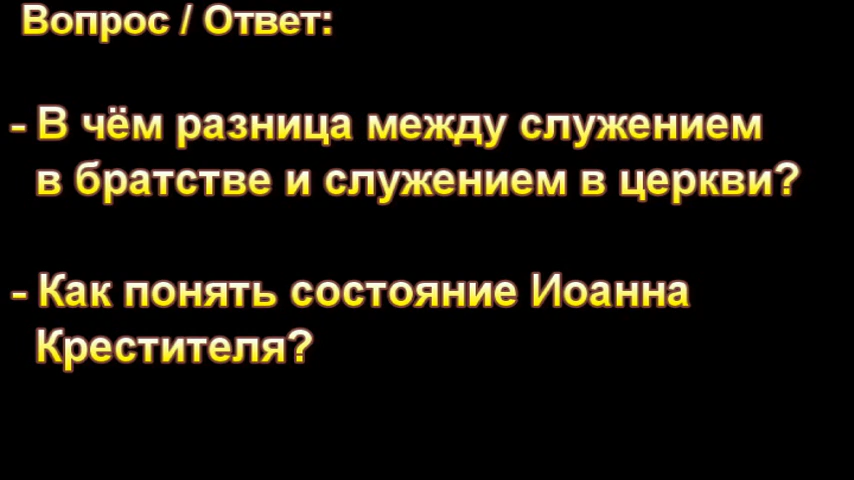 Вопрос / Ответ:
- В чём разница между служением
в братстве и служением в церкви?
- Как понять состояние Иоанна
Крестителя?